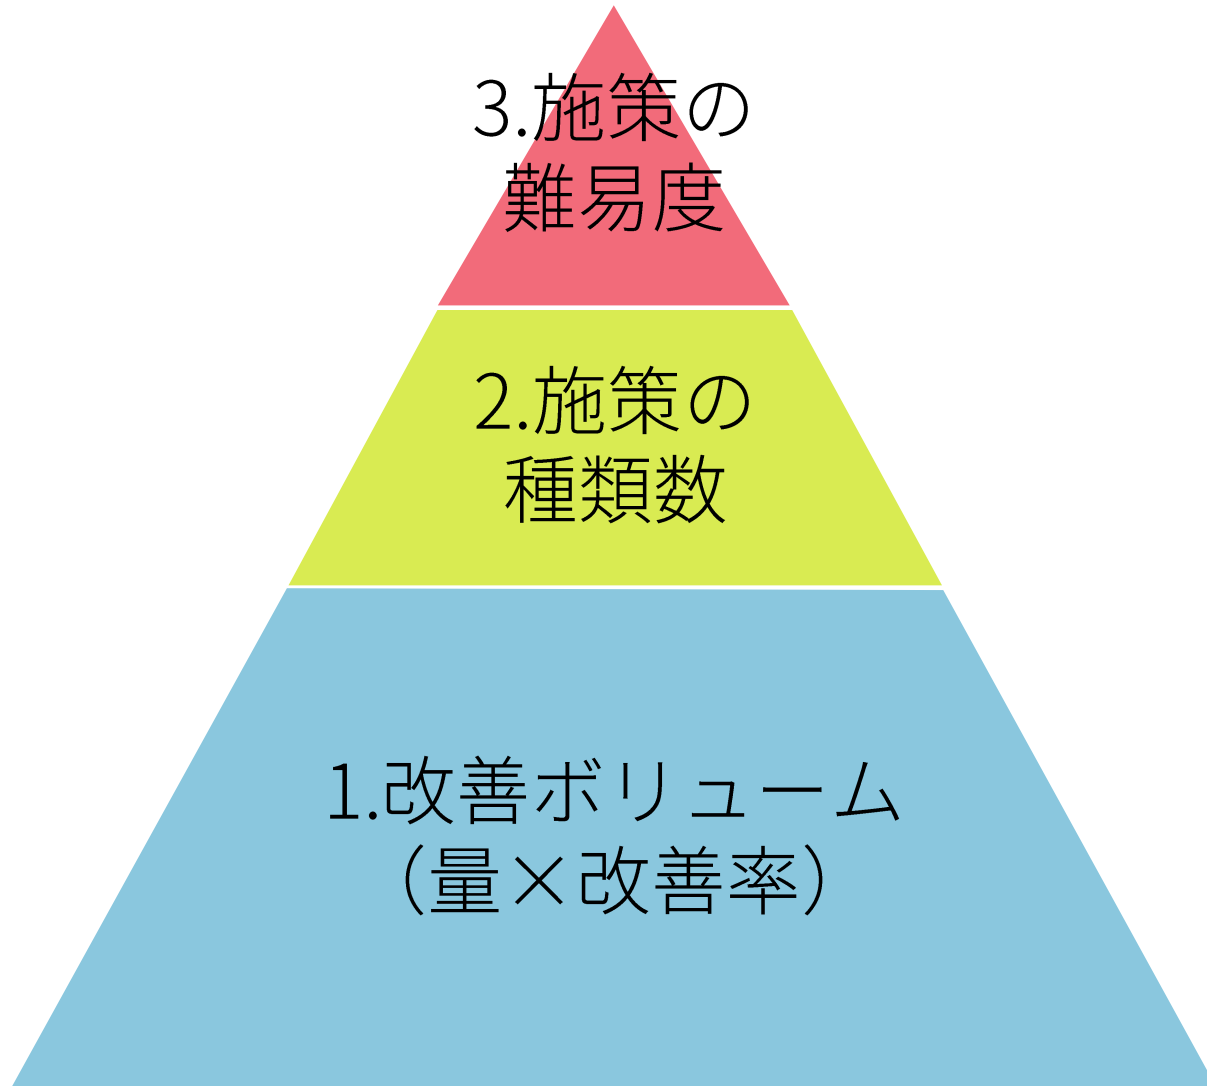 3.施策の
難易度
2.施策の
種類数
1.改善ボリューム
（量×改善率）